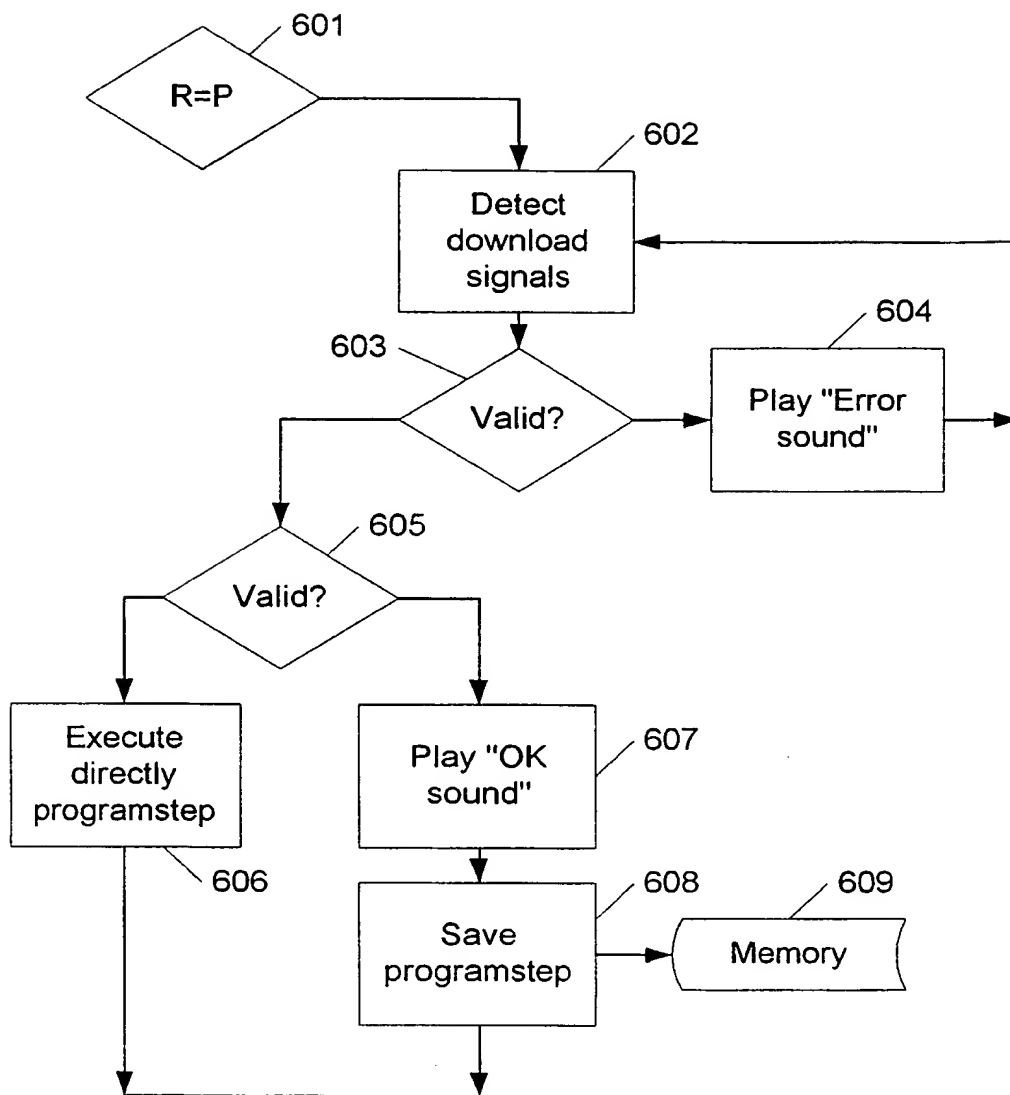 601
R=P
602
Detect
download
signals
603
Valid?
604
Play "Error
sound"
605
Valid?
Execute
directly
programstep
606
Play "OK
sound"
607
Save
programstep
608
609
Memory